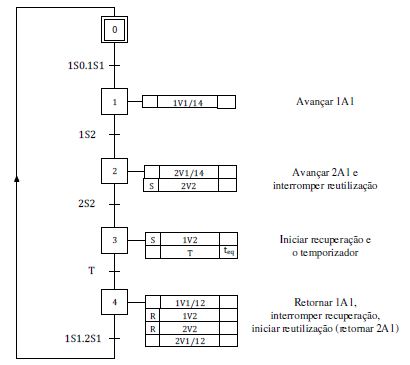 0
1S0.1S1
1 1V1/14 Avançar 1A1
1S2
2 2V1/14 Avançar 2A1 e
S 2V2 interromper reutilização
2S2
3 S 1V2 Iniciar recuperação e
T teq o temporizador
T
4 1V1/12 Retornar 1A1,
R 1V2 interromper recuperação,
R 2V2 iniciar reutilização (retornar 2A1)
2V1/12
1S1.2S1